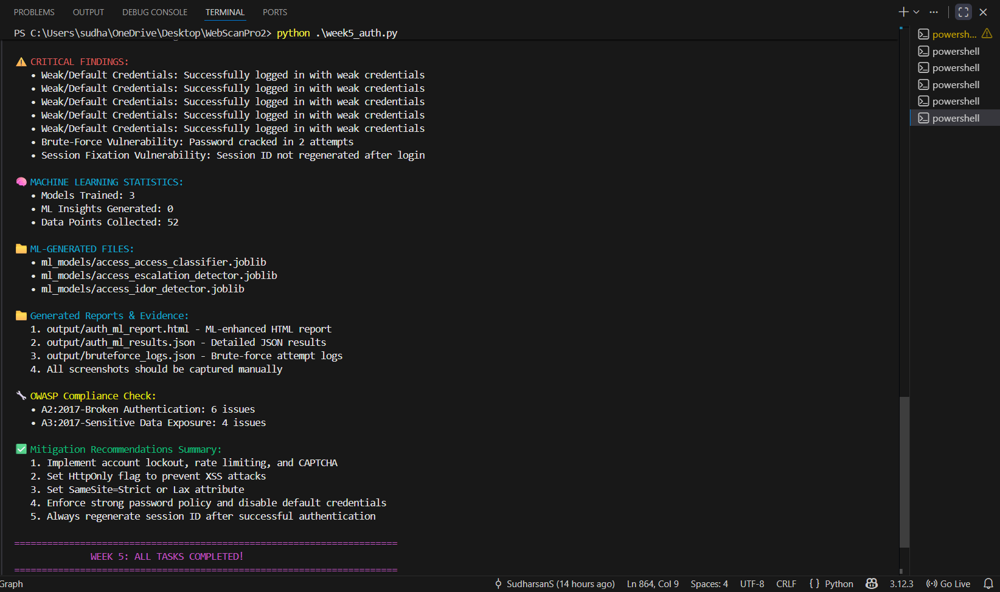 PROBLEMS OUTPUT DEBUG CONSOLE TERMINAL PORTS
PS C:\Users\sudha\OneDrive\Desktop\WebScanPro2> python .\week5_auth.py
⚠ CRITICAL FINDINGS:
• Weak/Default Credentials: Successfully logged in with weak credentials
• Weak/Default Credentials: Successfully logged in with weak credentials
• Weak/Default Credentials: Successfully logged in with weak credentials
• Weak/Default Credentials: Successfully logged in with weak credentials
• Weak/Default Credentials: Successfully logged in with weak credentials
• Brute-Force Vulnerability: Password cracked in 2 attempts
• Session Fixation Vulnerability: Session ID not regenerated after login
🧠 MACHINE LEARNING STATISTICS:
• Models Trained: 3
• ML Insights Generated: 0
• Data Points Collected: 52
📁 ML-GENERATED FILES:
• ml_models/access_access_classifier.joblib
• ml_models/access_escalation_detector.joblib
• ml_models/access_idor_detector.joblib
📁 Generated Reports & Evidence:
1. output/auth_ml_report.html - ML-enhanced HTML report
2. output/auth_ml_results.json - Detailed JSON results
3. output/bruteforce_logs.json - Brute-force attempt logs
4. All screenshots should be captured manually
🔧 OWASP Compliance Check:
• A2:2017-Broken Authentication: 6 issues
• A3:2017-Sensitive Data Exposure: 4 issues
✅ Mitigation Recommendations Summary:
1. Implement account lockout, rate limiting, and CAPTCHA
2. Set HttpOnly flag to prevent XSS attacks
3. Set SameSite=Strict or Lax attribute
4. Enforce strong password policy and disable default credentials
5. Always regenerate session ID after successful authentication
======================================================================
WEEK 5: ALL TASKS COMPLETED!
======================================================================
powersh...
powershell
powershell
powershell
powershell
powershell
Graph SudharsanS (14 hours ago) Ln 864, Col 9 Spaces: 4 UTF-8 CRLF { } Python 3.12.3 Go Live